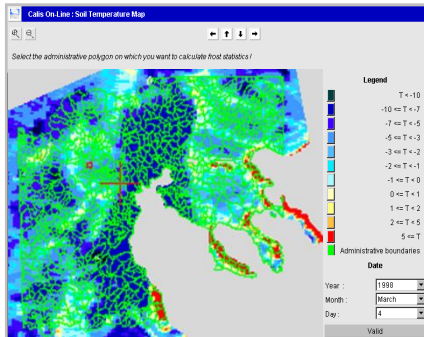 Calis On-Line : Soil Temperature Map
Select the administrative polygon on which you want to calculate frost statistics !
Legend
T < -10
-10 <= T < -7
-7 <= T < -5
-5 <= T < -3
-3 <= T < -2
-2 <= T < -1
-1 <= T < 0
0 <= T < 1
1 <= T < 2
2 <= T < 5
5 <= T
Administrative boundaries
Date
Year : 1998
Month : March
Day : 4
Valid